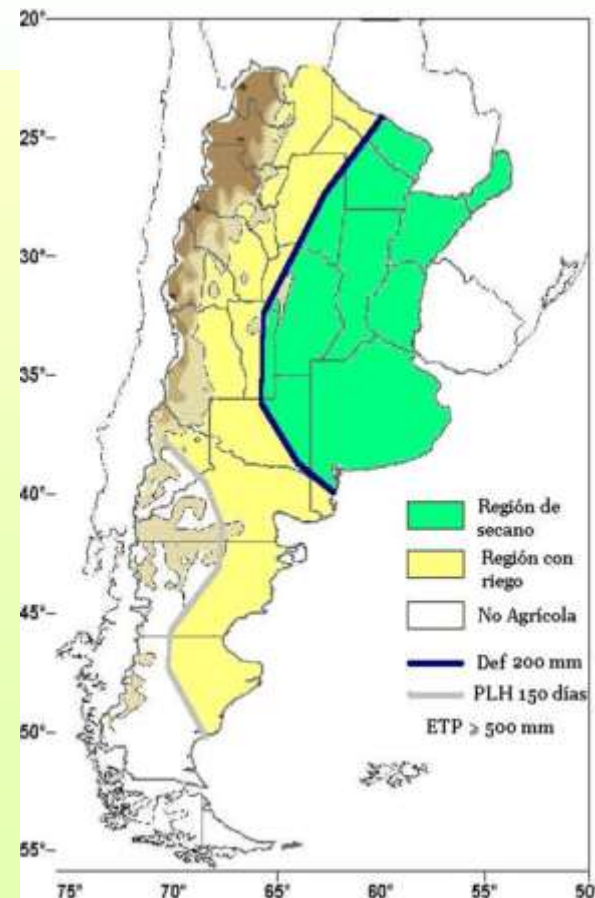 20°
25°
30°
35°
40°
45°
50°
55°
75°
70°
65°
60°
55°
50
Región de
secano
Región con
riego
No Agrícola
Def 200 mm
PLH 150 días
ETP ⩾ 500 mm